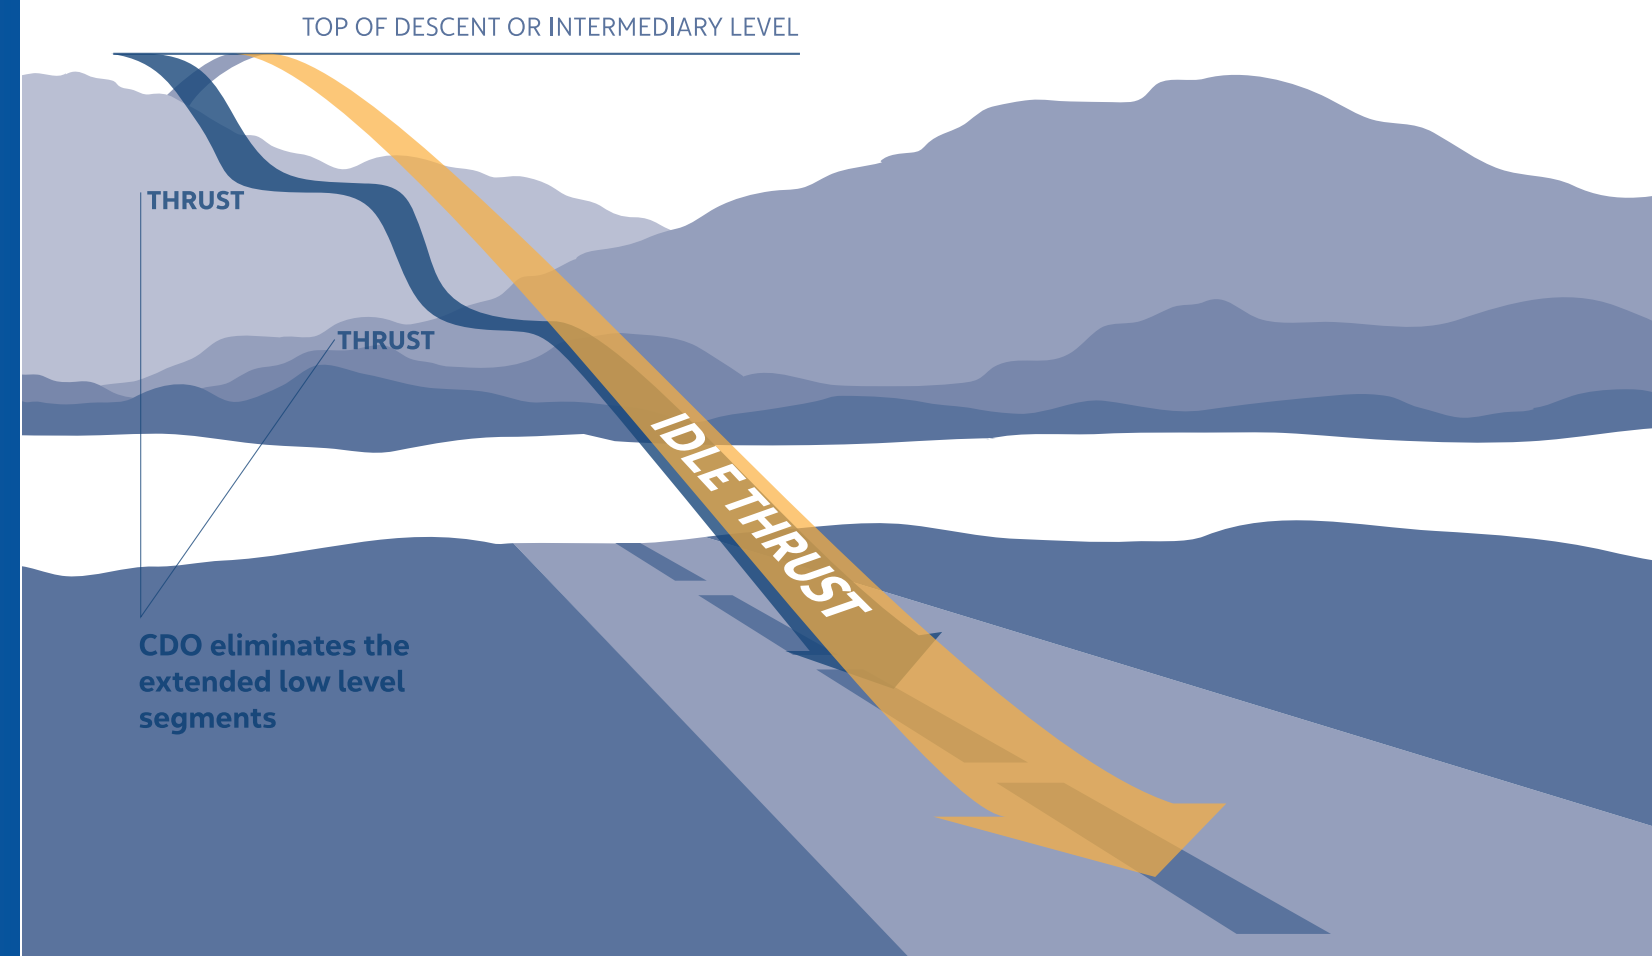 TOP OF DESCENT OR INTERMEDIARY LEVEL
THRUST
THRUST
IDLE THRUST
CDO eliminates the
extended low level
segments